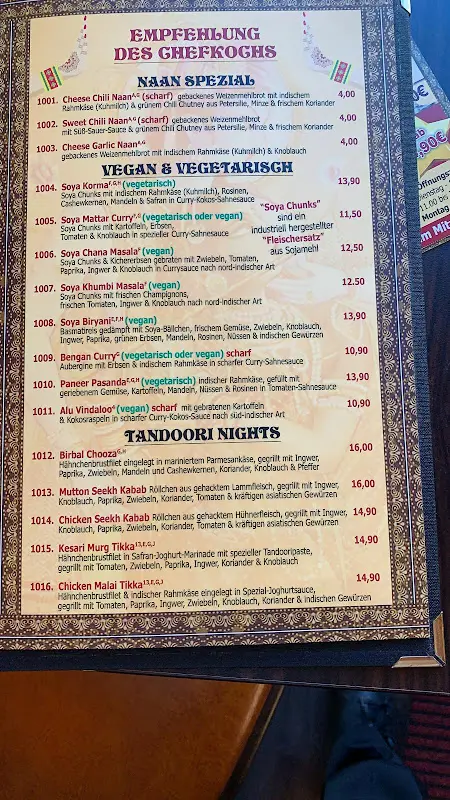 EMPFEHLUNG
DES CHEFKOCHS
NAAN SPEZIAL
1001. Cheese Chili Naan A,G (scharf) gebackenes Weizenmehlbrot mit indischem 4,00
Rahmkäse (Kuhmilch) & grünem Chili Chutney aus Petersilie, Minze & frischem Koriander
1002. Sweet Chili Naan A,G (scharf) gebackenes Weizenmehlbrot 4,00
mit Süß-Sauer-Sauce & grünem Chili Chutney aus Petersilie, Minze & frischem Koriander
1003. Cheese Garlic Naan A,G 4,00
gebackenes Weizenmehlbrot mit indischem Rahmkäse (Kuhmilch) & Knoblauch
VEGAN & VEGETARISCH
1004. Soya Korma F,G,H (vegetarisch) 13,90
Soya Chunks mit indischem Rahmkäse (Kuhmilch), Rosinen,
Cashewkernen, Mandeln & Safran in Curry-Kokos-Sahnesauce
1005. Soya Mattar Curry (vegetarisch oder vegan) 11,50
Soya Chunks mit Kartoffeln, Erbsen,
Tomaten & Knoblauch in spezieller Curry-Sahnesauce
"Soya Chunks"
sind ein
industriell hergestellter
"Fleischersatz"
aus Sojamehl
1006. Soya Chana Masala F (vegan) 12,50
Soya Chunks & Kichererbsen gebraten mit Zwiebeln, Tomaten,
Paprika, Ingwer & Knoblauch in Currysauce nach nord-indischer Art
1007. Soya Khumbi Masala F (vegan) 12.50
Soya Chunks mit frischen Champignons,
frischen Tomaten, Ingwer & Knoblauch nach nord-indischer Art
1008. Soya Biryani (vegan) 13,90
Basmatireis gedämpft mit Soya-Bällchen, frischem Gemüse, Zwiebeln, Knoblauch,
Ingwer, Paprika, grünen Erbsen, Mandeln, Rosinen, Nüssen & indischen Gewürzen
1009. Bengan Curry G (vegetarisch oder vegan) scharf 10,90
Aubergine mit Erbsen & indischem Rahmkäse in scharfer Curry-Sahnesauce
1010. Paneer Pasanda (vegetarisch) indischer Rahmkäse, gefüllt mit 13,90
geriebenem Gemüse, Kartoffeln, Mandeln, Nüssen & Rosinen in Tomaten-Sahnesauce
1011. Alu Vindaloo (vegan) scharf mit gebratenen Kartoffeln 10,90
& Kokosraspeln in scharfer Curry-Kokos-Sauce nach süd-indischer Art
TANDOORI NIGHTS
1012. Birbal Chooza G,H 16,00
Hähnchenbrustfilet eingelegt in mariniertem Parmesankäse, gegrillt mit Ingwer,
Paprika, Zwiebeln, Mandeln und Cashewkernen, Koriander, Knoblauch & Pfeffer
1013. Mutton Seekh Kabab Röllchen aus gehacktem Lammfleisch, gegrillt mit Ingwer, 16,00
Knoblauch, Paprika, Zwiebeln, Koriander, Tomaten & kräftigen asiatischen Gewürzen
1014. Chicken Seekh Kabab Röllchen aus gehacktem Hühnerfleisch, gegrillt mit Ingwer, 14,90
Knoblauch, Paprika, Zwiebeln, Koriander, Tomaten & kräftigen asiatischen Gewürzen
1015. Kesari Murg Tikka 13,E,G,J 14,90
Hähnchenbrustfilet in Safran-Joghurt-Marinade mit spezieller Tandooripaste,
gegrillt mit Tomaten, Zwiebeln, Paprika, Ingwer, Koriander & Knoblauch
1016. Chicken Malai Tikka 13,E,G,J 14,90
Hähnchenbrustfilet & indischer Rahmkäse eingelegt in Spezial-Joghurtsauce,
gegrillt mit Tomaten, Paprika, Ingwer, Zwiebeln, Knoblauch, Koriander & indischen Gewürzen